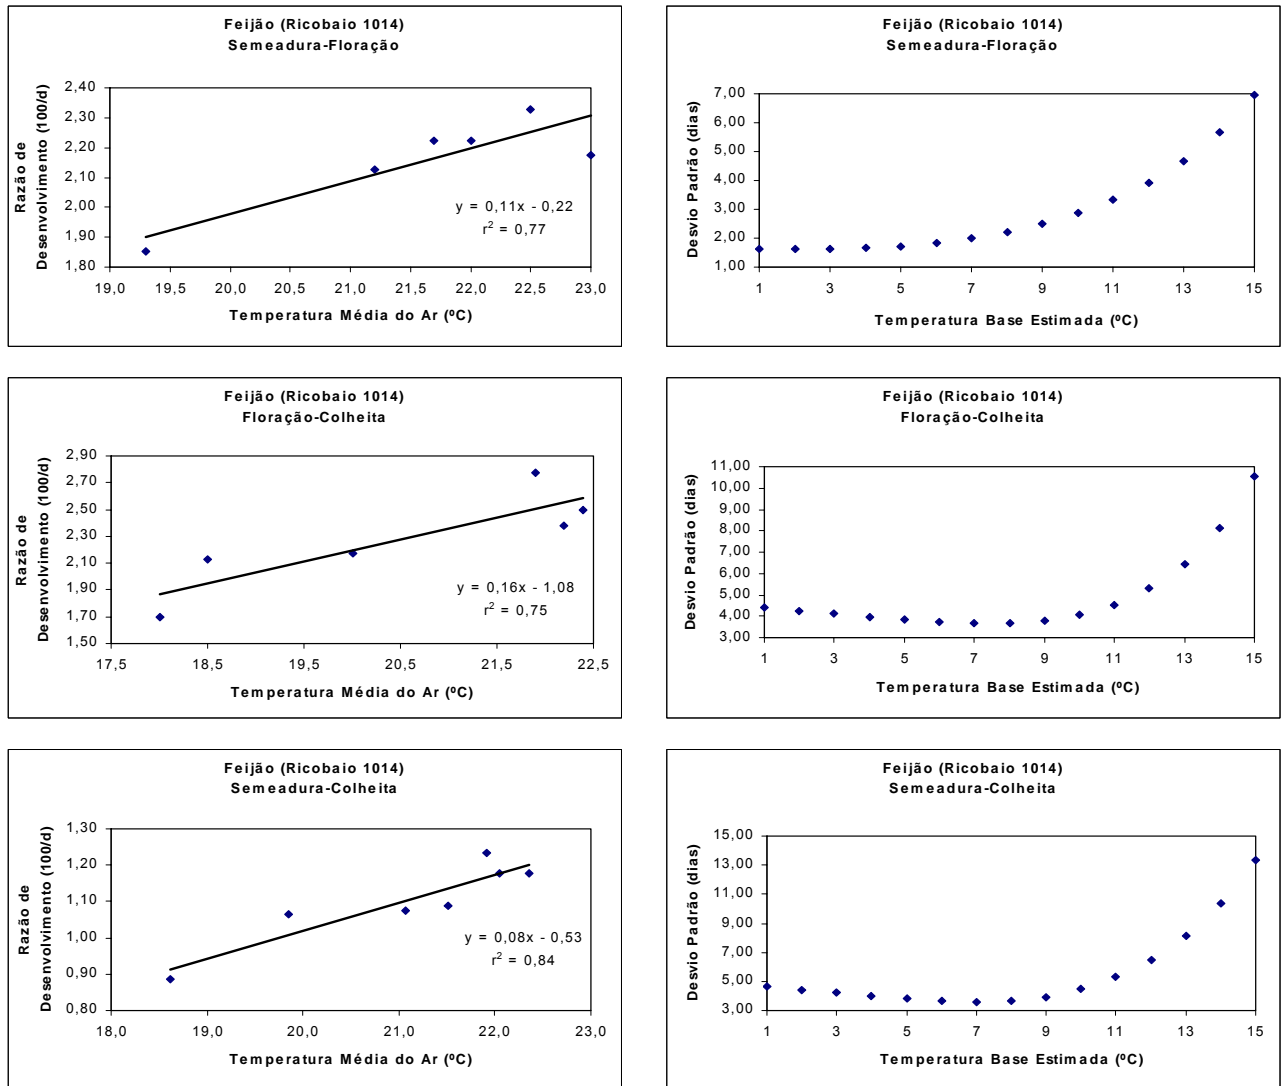 Feijão (Ricobaio 1014)
Semeadura-Floração
Razão de
Desenvolvimento (100/d)
2,40
2,30
2,20
2,10
2,00
1,90
1,80
19,0 19,5 20,0 20,5 21,0 21,5 22,0 22,5 23,0
y = 0,11x - 0,22
r² = 0,77
Temperatura Média do Ar (ºC)
Feijão (Ricobaio 1014)
Semeadura-Floração
Desvio Padrão (dias)
7,00
6,00
5,00
4,00
3,00
2,00
1,00
1 3 5 7 9 11 13 15
Temperatura Base Estimada (ºC)
Feijão (Ricobaio 1014)
Floração-Colheita
Razão de
Desenvolvimento (100/d)
2,90
2,70
2,50
2,30
2,10
1,90
1,70
1,50
17,5 18,5 19,5 20,5 21,5 22,5
y = 0,16x - 1,08
r² = 0,75
Temperatura Média do Ar (ºC)
Feijão (Ricobaio 1014)
Floração-Colheita
Desvio Padrão (dias)
11,00
10,00
9,00
8,00
7,00
6,00
5,00
4,00
3,00
1 3 5 7 9 11 13 15
Temperatura Base Estimada (ºC)
Feijão (Ricobaio 1014)
Semeadura-Colheita
Razão de
Desenvolvimento (100/d)
1,30
1,20
1,10
1,00
0,90
0,80
18,0 19,0 20,0 21,0 22,0 23,0
y = 0,08x - 0,53
r² = 0,84
Temperatura Média do Ar (ºC)
Feijão (Ricobaio 1014)
Semeadura-Colheita
Desvio Padrão (dias)
15,00
13,00
11,00
9,00
7,00
5,00
3,00
1 3 5 7 9 11 13 15
Temperatura Base Estimada (ºC)